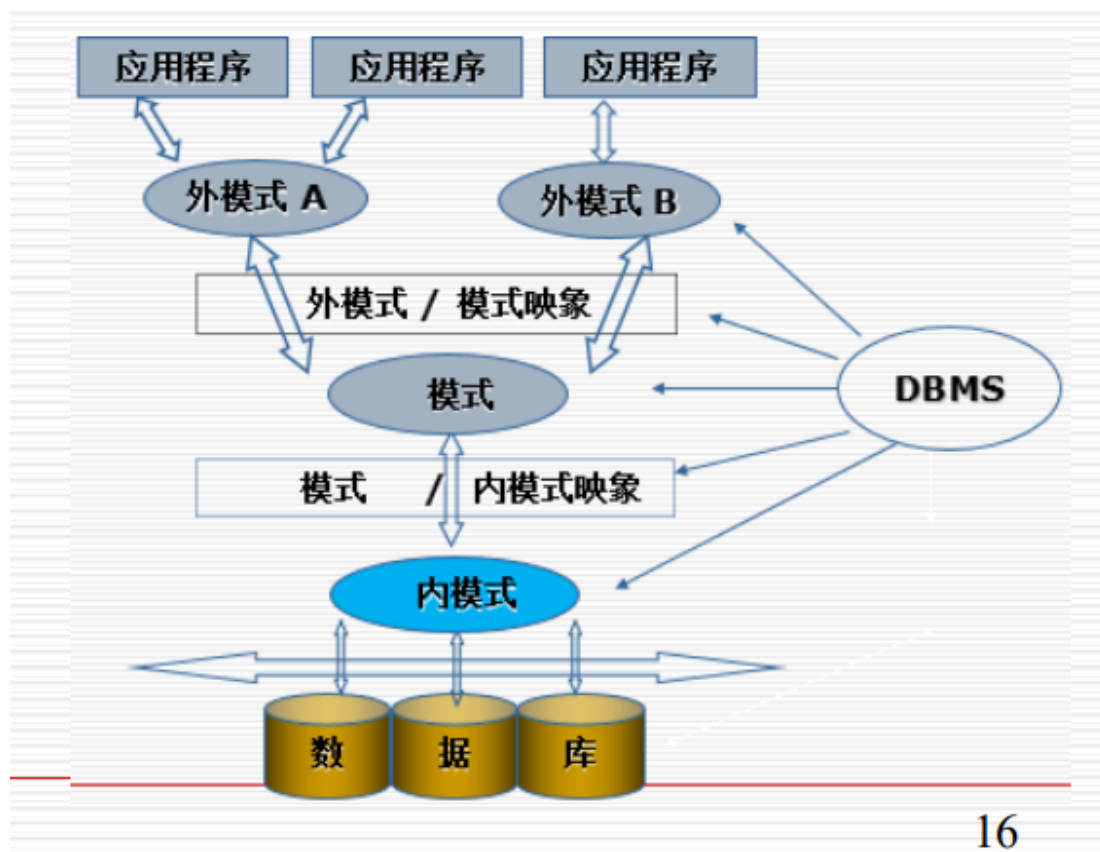 应用程序 应用程序 应用程序
外模式 A 外模式 B
外模式 / 模式映象
模式
DBMS
模式 / 内模式映象
内模式
数 据 库
16